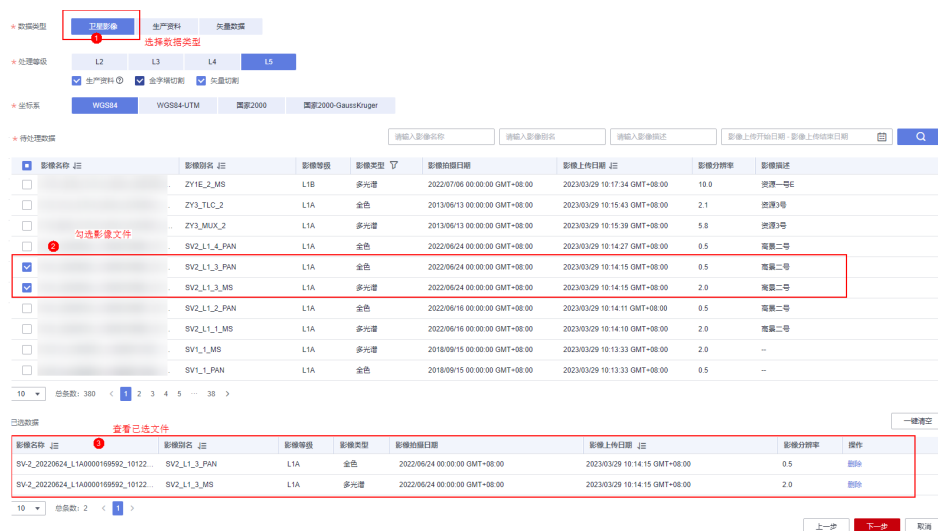 * 数据类型 卫星影像 生产资料 矢量数据
1 选择数据类型
* 处理等级 L2 L3 L4 L5
生产资料 ? 金字塔切割 矢量切割
* 坐标系 WGS84 WGS84-UTM 国家2000 国家2000-GaussKruger
* 待处理数据 请输入影像名称 请输入影像别名 请输入影像描述 影像上传开始日期 - 影像上传结束日期
影像名称 影像别名 影像等级 影像类型 影像拍摄日期 影像上传日期 影像分辨率 影像描述
ZY1E_2_MS L1B 多光谱 2022/07/06 00:00:00 GMT+08:00 2023/03/29 10:17:34 GMT+08:00 10.0 资源一号E
ZY3_TLC_2 L1A 全色 2013/06/13 00:00:00 GMT+08:00 2023/03/29 10:15:43 GMT+08:00 2.1 资源3号
ZY3_MUX_2 L1A 多光谱 2013/06/13 00:00:00 GMT+08:00 2023/03/29 10:15:39 GMT+08:00 5.8 资源3号
勾选影像文件
2 SV2_L1_4_PAN L1A 全色 2022/06/24 00:00:00 GMT+08:00 2023/03/29 10:14:27 GMT+08:00 0.5 高景二号
SV2_L1_3_PAN L1A 全色 2022/06/24 00:00:00 GMT+08:00 2023/03/29 10:14:15 GMT+08:00 0.5 高景二号
SV2_L1_3_MS L1A 多光谱 2022/06/24 00:00:00 GMT+08:00 2023/03/29 10:14:15 GMT+08:00 2.0 高景二号
SV2_L1_2_PAN L1A 全色 2022/06/16 00:00:00 GMT+08:00 2023/03/29 10:14:11 GMT+08:00 0.5 高景二号
SV2_L1_1_MS L1A 多光谱 2022/06/16 00:00:00 GMT+08:00 2023/03/29 10:14:10 GMT+08:00 2.0 高景二号
SV1_1_MS L1A 多光谱 2018/09/15 00:00:00 GMT+08:00 2023/03/29 10:13:33 GMT+08:00 2.0 --
SV1_1_PAN L1A 全色 2018/09/15 00:00:00 GMT+08:00 2023/03/29 10:13:33 GMT+08:00 0.5 --
10 总条数: 380 < 1 2 3 4 5 ... 38 >
已选数据 查看已选文件 一键清空
影像名称 3 影像别名 影像等级 影像类型 影像拍摄日期 影像上传日期 影像分辨率 操作
SV-2_20220624_L1A0000169592_10122... SV2_L1_3_PAN L1A 全色 2022/06/24 00:00:00 GMT+08:00 2023/03/29 10:14:15 GMT+08:00 0.5 删除
SV-2_20220624_L1A0000169592_10122... SV2_L1_3_MS L1A 多光谱 2022/06/24 00:00:00 GMT+08:00 2023/03/29 10:14:15 GMT+08:00 2.0 删除
10 总条数: 2 < 1 >
上一步 下一步 取消